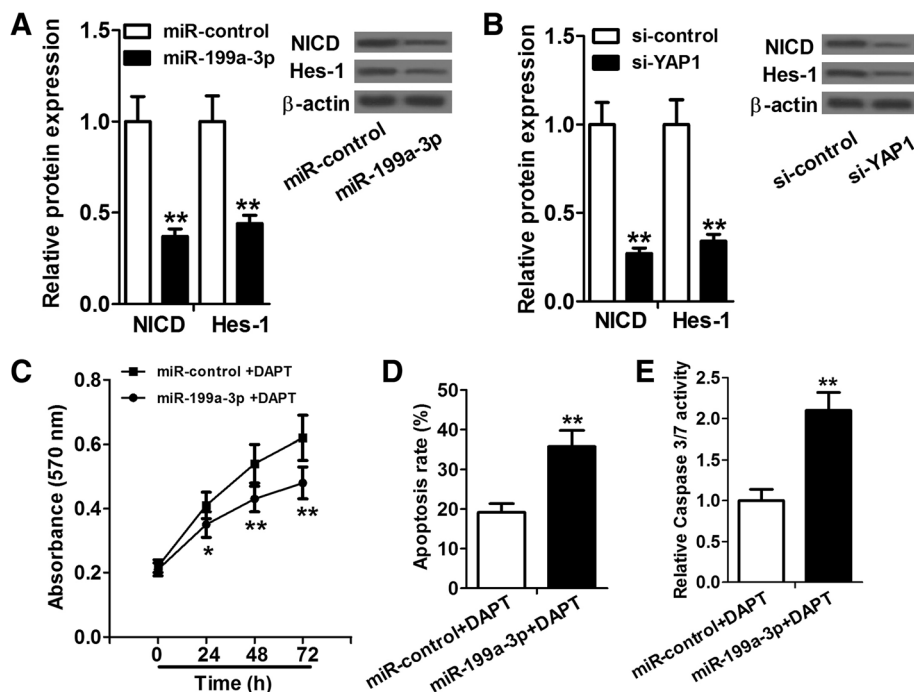 A
Relative protein expression
1.5
1.0
0.5
0.0
miR-control
miR-199a-3p
**
**
NICD
Hes-1
NICD
Hes-1
β-actin
miR-control
miR-199a-3p
B
Relative protein expression
1.5
1.0
0.5
0.0
si-control
si-YAP1
**
**
NICD
Hes-1
NICD
Hes-1
β-actin
si-control
si-YAP1
C
Absorbance (570 nm)
0.8
0.6
0.4
0.2
0.0
miR-control +DAPT
miR-199a-3p +DAPT
*
**
**
0
24
48
72
Time (h)
D
Apoptosis rate (%)
50
40
30
20
10
0
**
miR-control+DAPT
miR-199a-3p+DAPT
E
Relative Caspase 3/7 activity
2.5
2.0
1.5
1.0
0.5
0.0
**
miR-control+DAPT
miR-199a-3p+DAPT